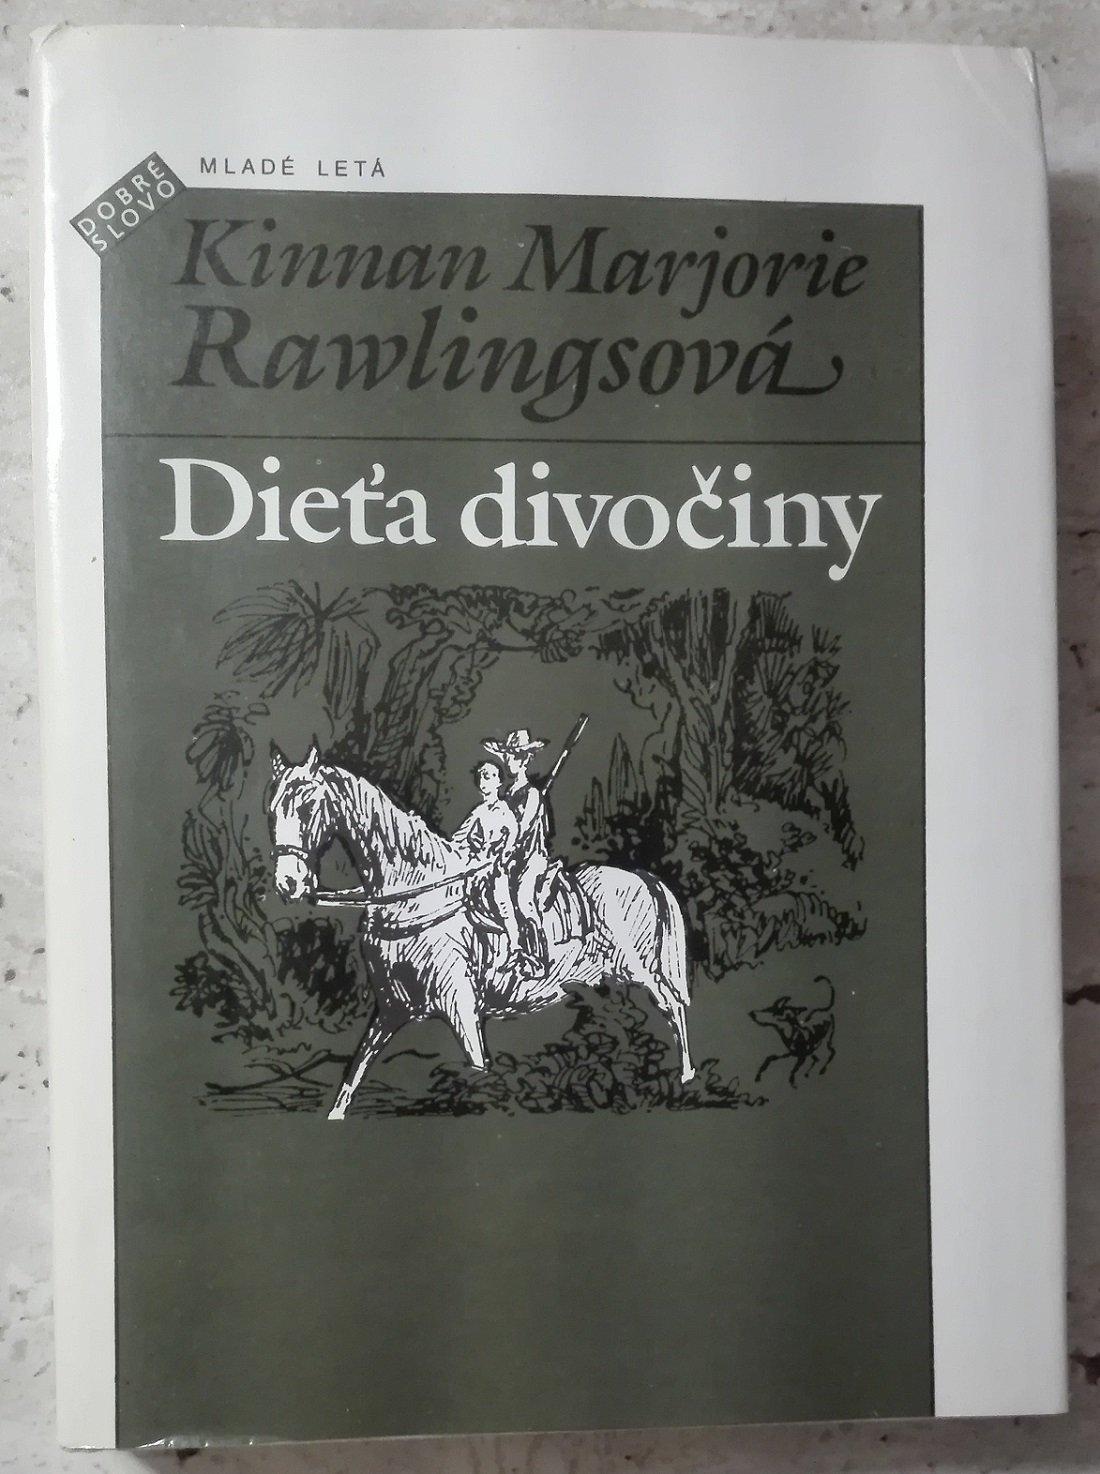 DOBRÉ
SLOVO
MLADÉ LETÁ
Kinnan Marjorie
Rawlingsová
Dieťa divočiny